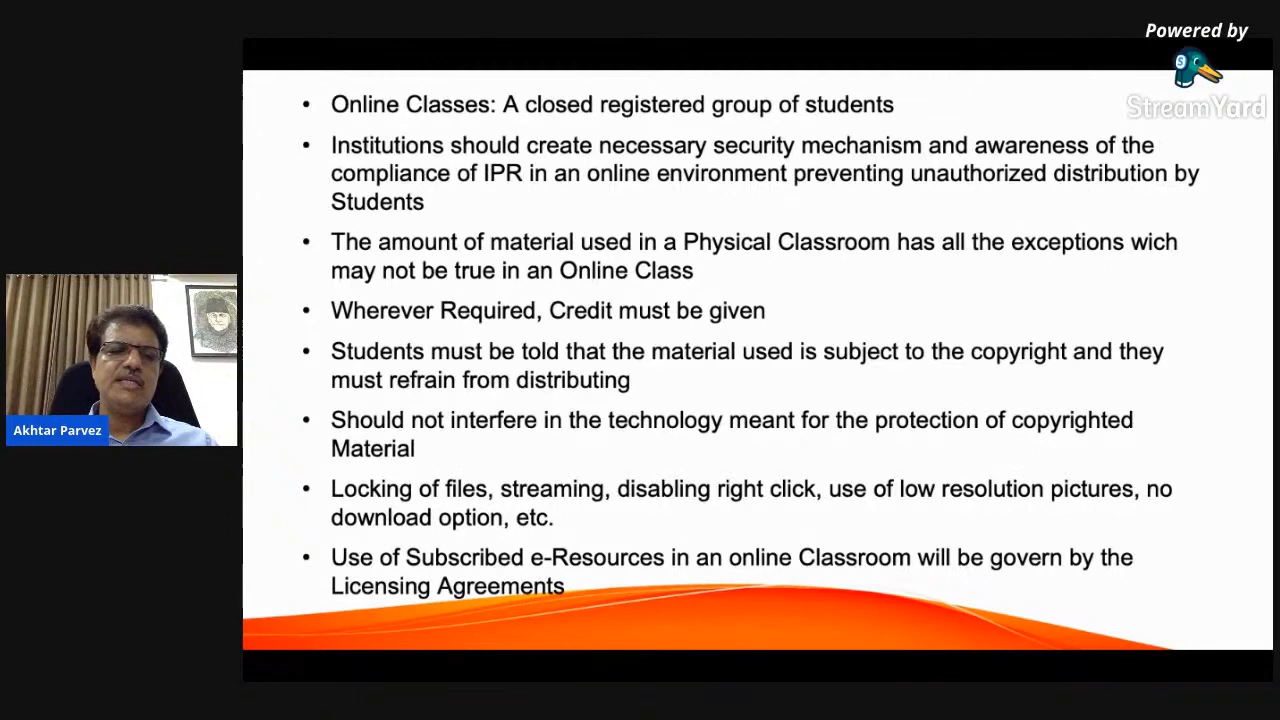 Powered by
StreamYard
• Online Classes: A closed registered group of students
• Institutions should create necessary security mechanism and awareness of the
compliance of IPR in an online environment preventing unauthorized distribution by
Students
• The amount of material used in a Physical Classroom has all the exceptions wich
may not be true in an Online Class
• Wherever Required, Credit must be given
• Students must be told that the material used is subject to the copyright and they
must refrain from distributing
• Should not interfere in the technology meant for the protection of copyrighted
Material
• Locking of files, streaming, disabling right click, use of low resolution pictures, no
download option, etc.
• Use of Subscribed e-Resources in an online Classroom will be govern by the
Licensing Agreements
Akhtar Parvez